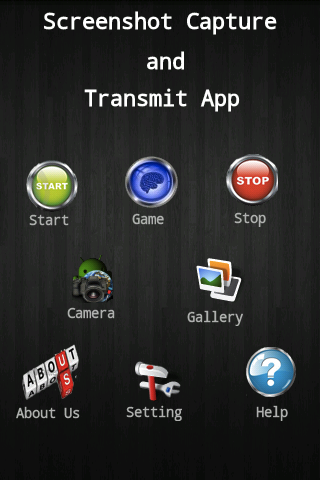 Screenshot Capture
and
Transmit App
START
STOP
Start
Game
Stop
Camera
Gallery
ABOUT
US
About Us
Setting
Help